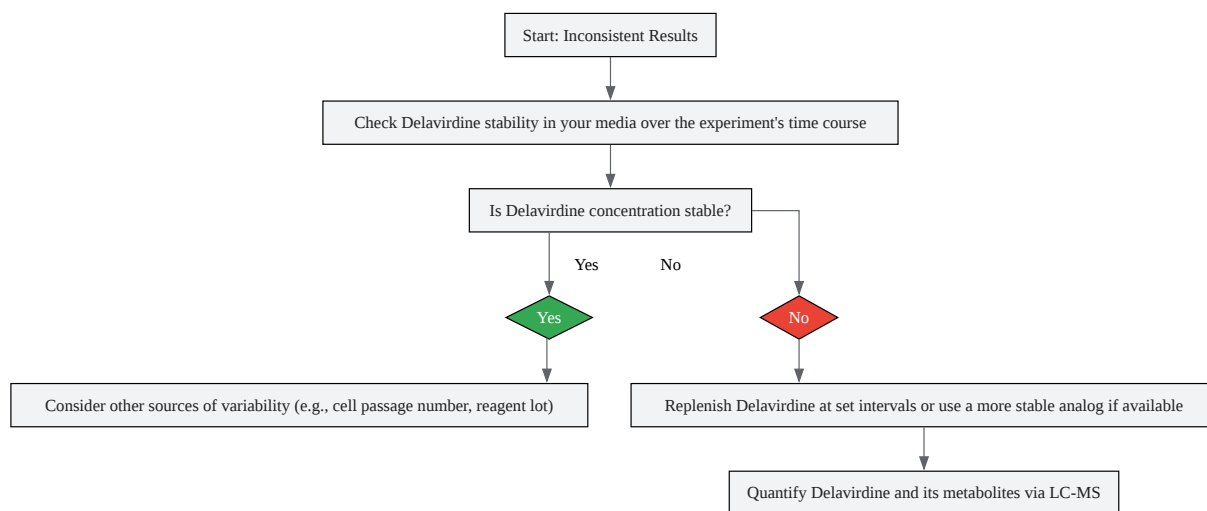 Start: Inconsistent Results
Check Delavirdine stability in your media over the experiment's time course
Is Delavirdine concentration stable?
Yes
No
Yes
No
Consider other sources of variability (e.g., cell passage number, reagent lot)
Replenish Delavirdine at set intervals or use a more stable analog if available
Quantify Delavirdine and its metabolites via LC-MS